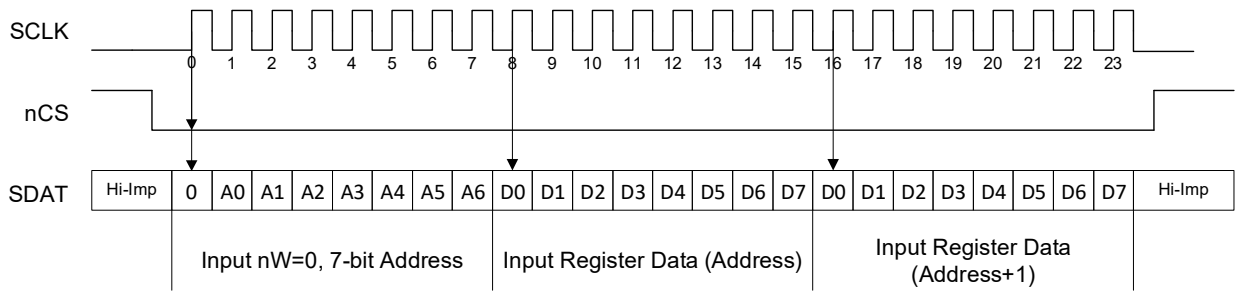 SCLK
0 1 2 3 4 5 6 7 8 9 10 11 12 13 14 15 16 17 18 19 20 21 22 23
nCS
SDAT
Hi-Imp 0 A0 A1 A2 A3 A4 A5 A6 D0 D1 D2 D3 D4 D5 D6 D7 D0 D1 D2 D3 D4 D5 D6 D7 Hi-Imp
Input nW=0, 7-bit Address
Input Register Data (Address)
Input Register Data
(Address+1)